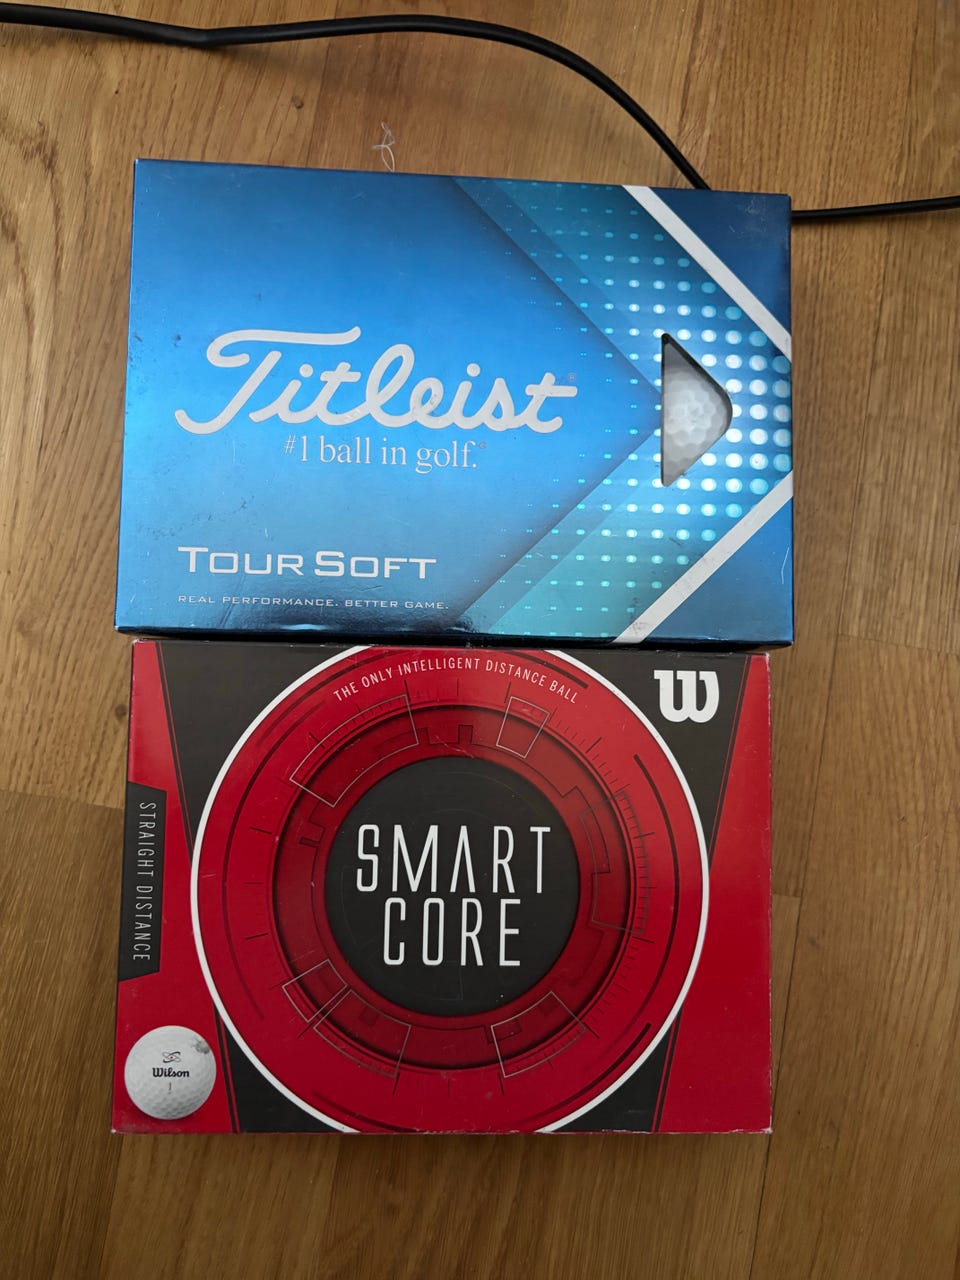 Titleist®
#1 ball in golf.®
TOUR SOFT
REAL PERFORMANCE. BETTER GAME.
THE ONLY INTELLIGENT DISTANCE BALL
W
STRAIGHT DISTANCE
SMART
CORE
Wilson
1